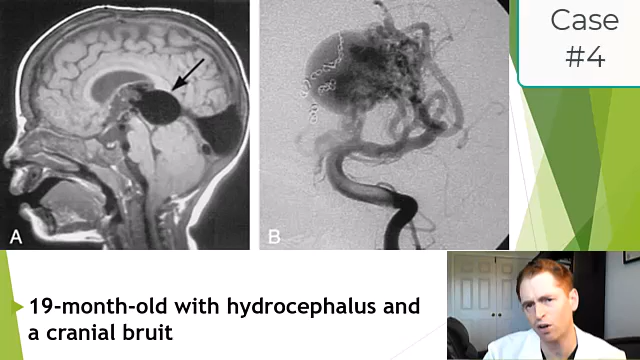 Case
#4
A
B
19-month-old with hydrocephalus and
a cranial bruit